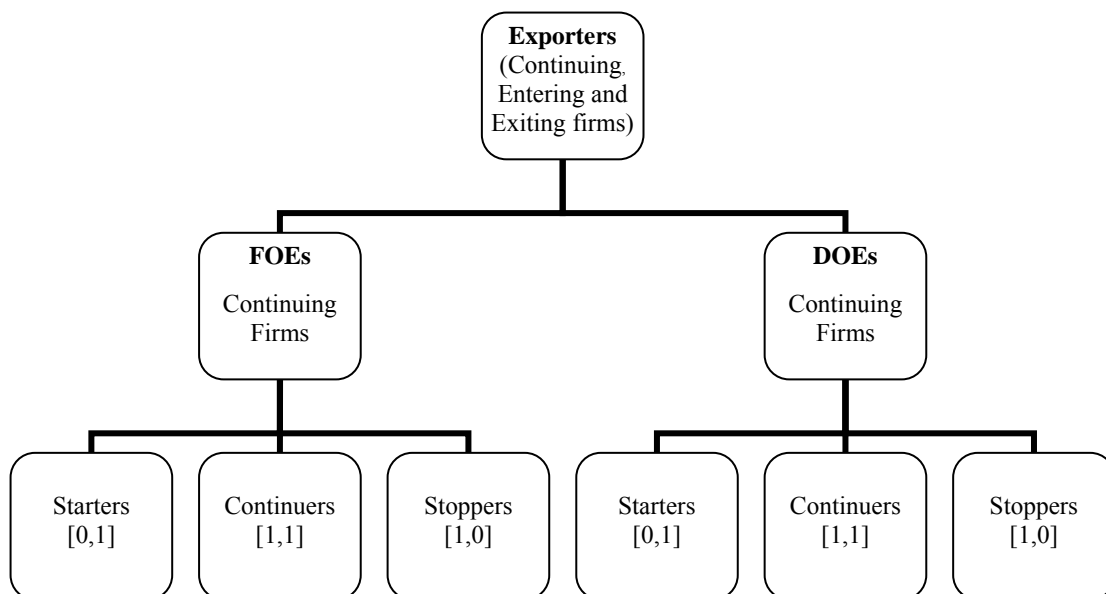 Exporters
(Continuing,
Entering and
Exiting firms)
FOEs
Continuing
Firms
DOEs
Continuing
Firms
Starters
[0,1]
Continuers
[1,1]
Stoppers
[1,0]
Starters
[0,1]
Continuers
[1,1]
Stoppers
[1,0]